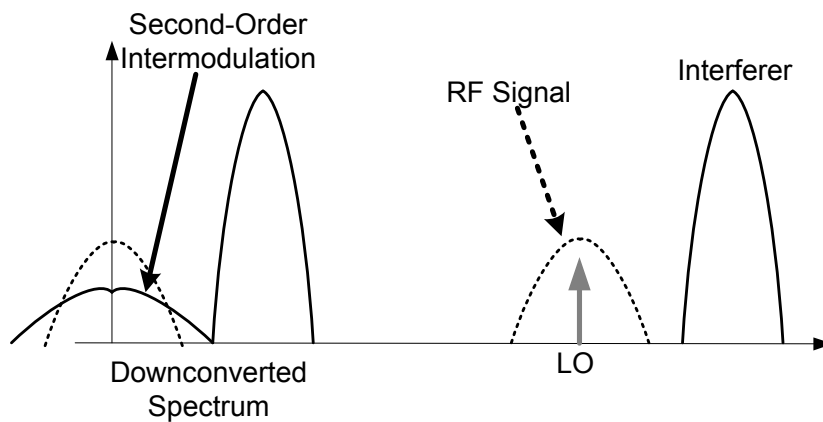 Second-Order
Intermodulation
RF Signal
Interferer
LO
Downconverted
Spectrum